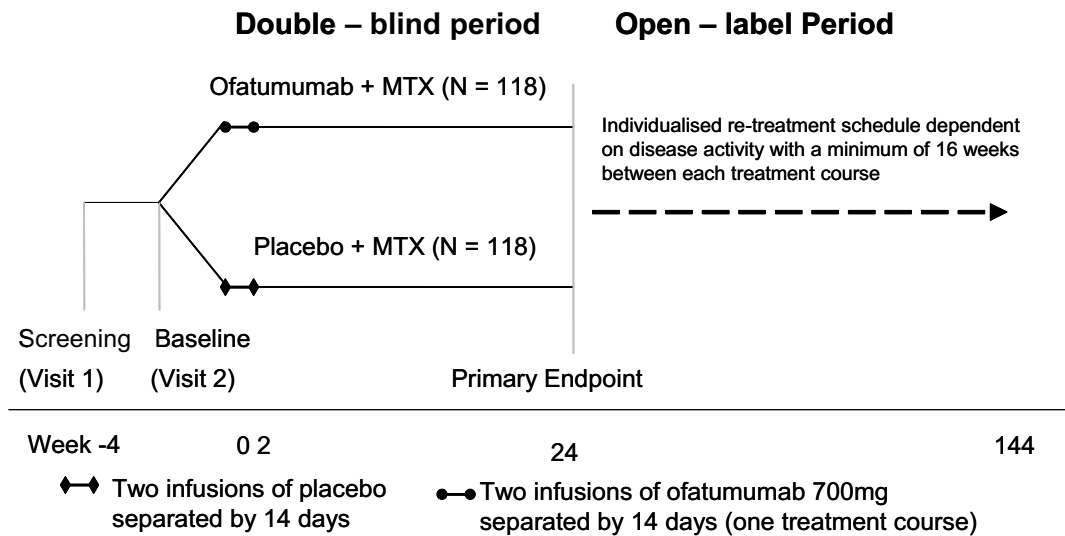 Double – blind period
Open – label Period
Ofatumumab + MTX (N = 118)
Individualised re-treatment schedule dependent
on disease activity with a minimum of 16 weeks
between each treatment course
Placebo + MTX (N = 118)
Screening
(Visit 1)
Baseline
(Visit 2)
Primary Endpoint
Week -4
0 2
24
144
Two infusions of placebo
separated by 14 days
Two infusions of ofatumumab 700mg
separated by 14 days (one treatment course)